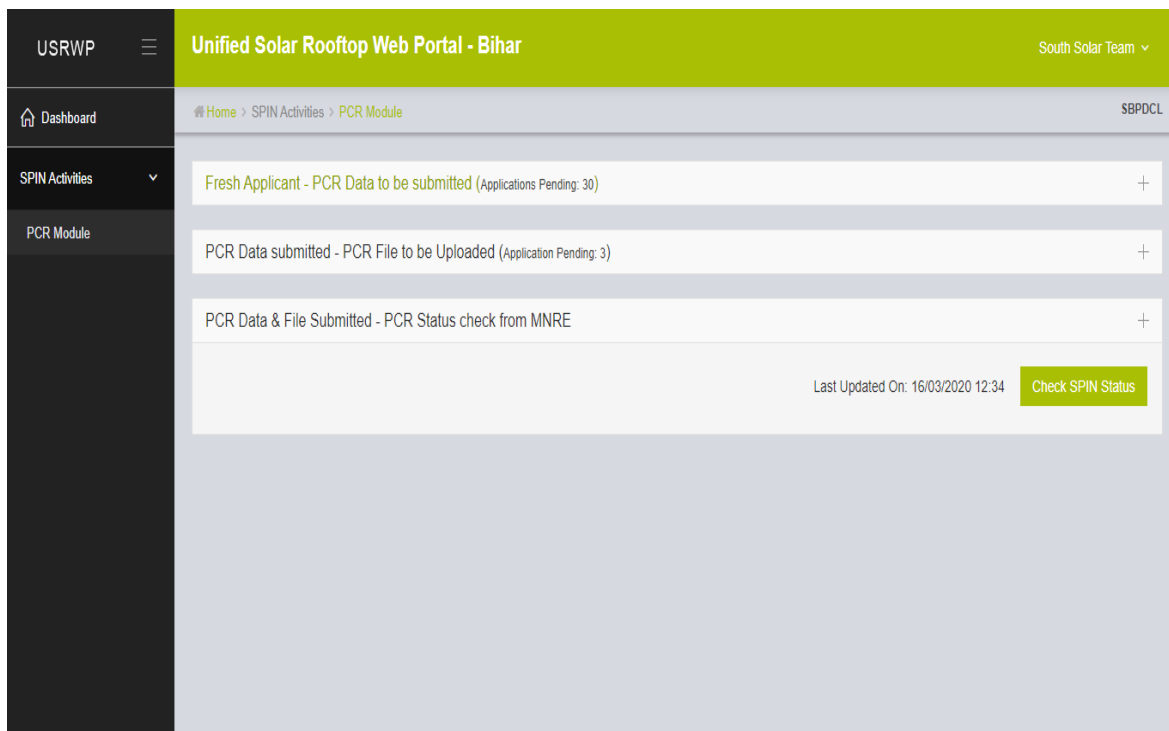 USRWP
Unified Solar Rooftop Web Portal - Bihar
South Solar Team
Dashboard
Home > SPIN Activities > PCR Module
SBPDCL
SPIN Activities
PCR Module
Fresh Applicant - PCR Data to be submitted (Applications Pending: 30)
PCR Data submitted - PCR File to be Uploaded (Application Pending: 3)
PCR Data & File Submitted - PCR Status check from MNRE
Last Updated On: 16/03/2020 12:34
Check SPIN Status